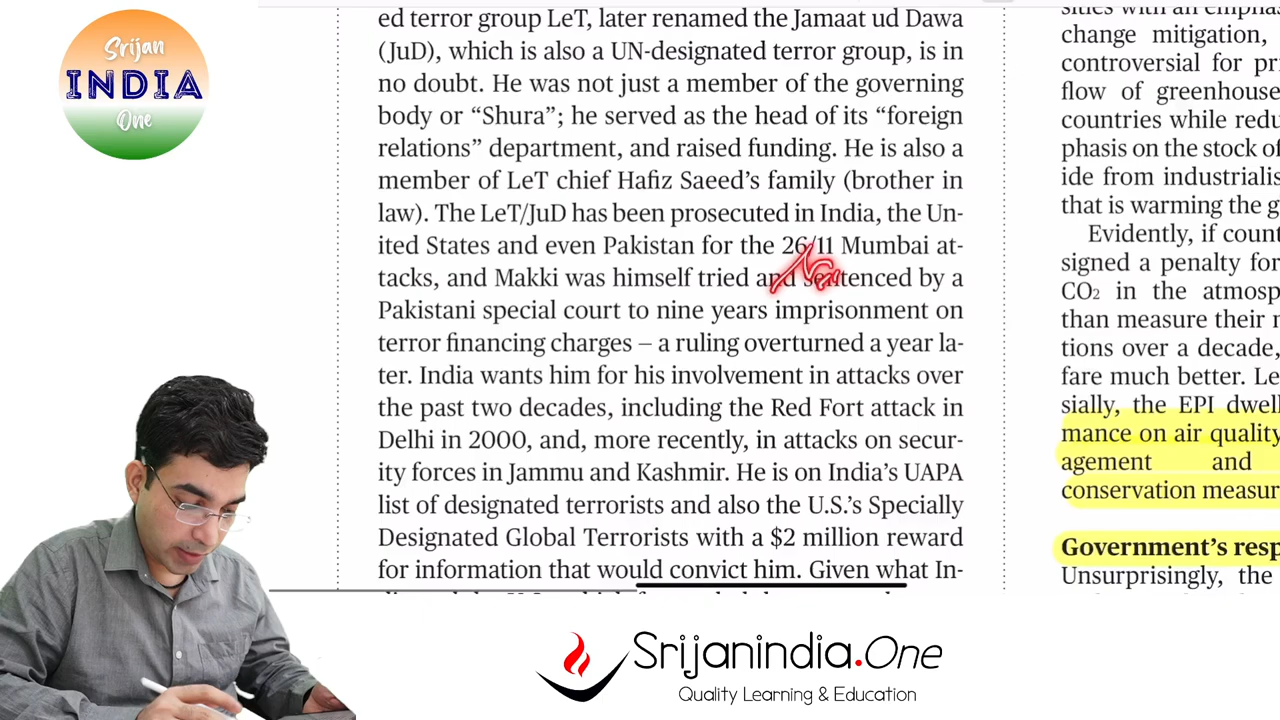 Srijan
INDIA
One
ed terror group LeT, later renamed the Jamaat ud Dawa
(JuD), which is also a UN-designated terror group, is in
no doubt. He was not just a member of the governing
body or “Shura”; he served as the head of its “foreign
relations” department, and raised funding. He is also a
member of LeT chief Hafiz Saeed’s family (brother in
law). The LeT/JuD has been prosecuted in India, the Un-
ited States and even Pakistan for the 26/11 Mumbai at-
tacks, and Makki was himself tried and sentenced by a
Pakistani special court to nine years imprisonment on
terror financing charges – a ruling overturned a year la-
ter. India wants him for his involvement in attacks over
the past two decades, including the Red Fort attack in
Delhi in 2000, and, more recently, in attacks on secur-
ity forces in Jammu and Kashmir. He is on India’s UAPA
list of designated terrorists and also the U.S.’s Specially
Designated Global Terrorists with a $2 million reward
for information that would convict him. Given what In-
change mitigation,
controversial for pri
flow of greenhouse
countries while redu
phasis on the stock of
ide from industrialis
that is warming the g
Evidently, if count
signed a penalty for
CO₂ in the atmosp
than measure their
tions over a decade,
fare much better. Le
sially, the EPI dwell
mance on air quality
agement and
conservation measur
Government’s resp
Unsurprisingly, the
Srijanindia.One
Quality Learning & Education